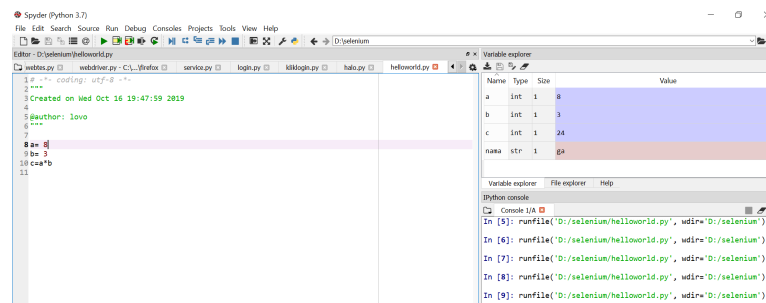 Spyder (Python 3.7)
File Edit Search Source Run Debug Consoles Projects Tools View Help
D:\selenium
Editor - D:\selenium\helloworld.py
webtes.py webdriver.py - C:\...\firefox service.py login.py kliklogin.py halo.py helloworld.py
1 # -*- coding: utf-8 -*-
2 """
3 Created on Wed Oct 16 19:47:59 2019
4
5 @author: lovo
6 """
7
8 a= 8
9 b= 3
10 c=a*b
11
Variable explorer
Name Type Size Value
a int 1 8
b int 1 3
c int 1 24
nama str 1 ga
Variable explorer File explorer Help
IPython console
Console 1/A
In [5]: runfile('D:/selenium/helloworld.py', wdir='D:/selenium')
In [6]: runfile('D:/selenium/helloworld.py', wdir='D:/selenium')
In [7]: runfile('D:/selenium/helloworld.py', wdir='D:/selenium')
In [8]: runfile('D:/selenium/helloworld.py', wdir='D:/selenium')
In [9]: runfile('D:/selenium/helloworld.py', wdir='D:/selenium')